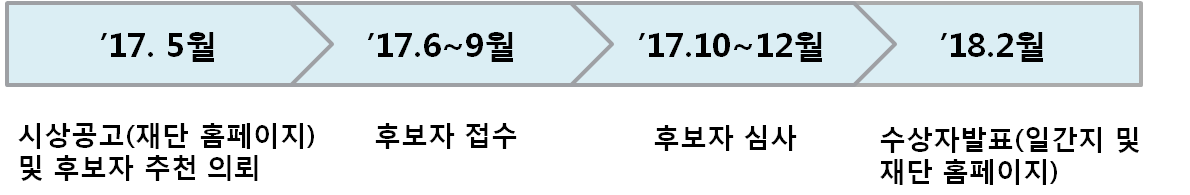 ′17. 5월
′17.6~9월
′17.10~12월
′18.2월
시상공고(재단 홈페이지)
및 후보자 추천 의뢰
후보자 접수
후보자 심사
수상자발표(일간지 및
재단 홈페이지)